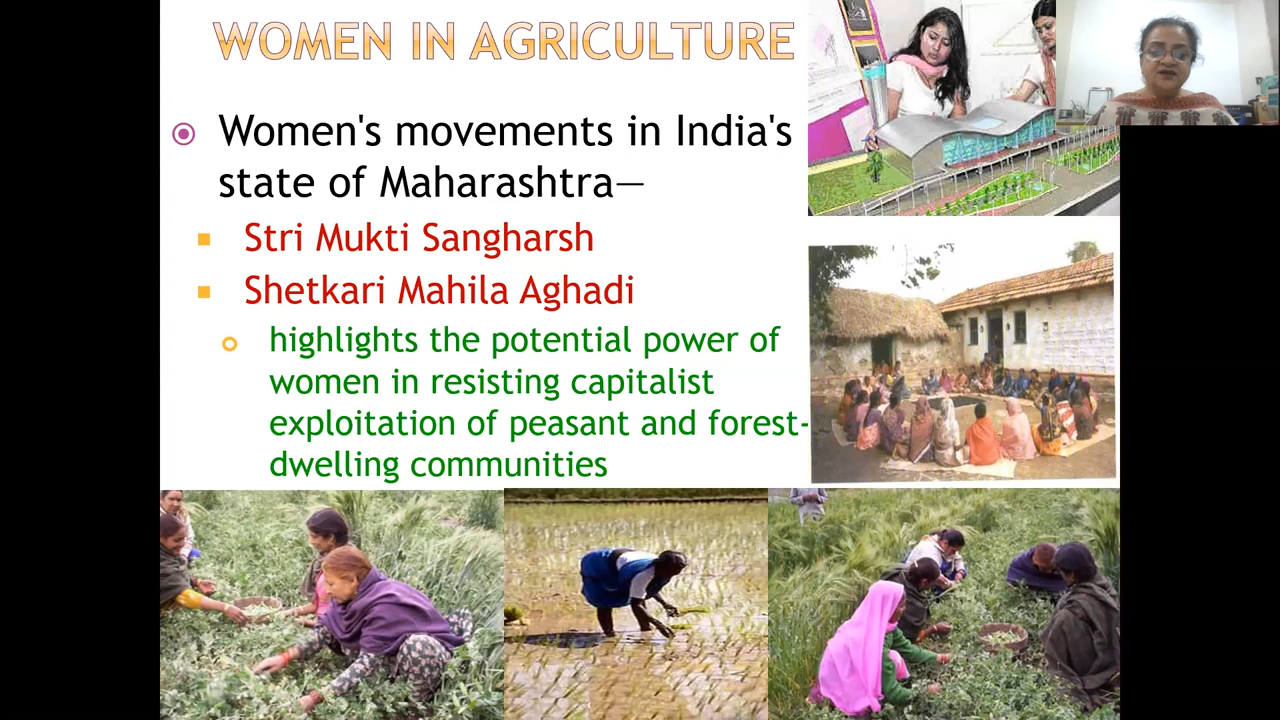 WOMEN IN AGRICULTURE
Women's movements in India's
state of Maharashtra—
Stri Mukti Sangharsh
Shetkari Mahila Aghadi
highlights the potential power of
women in resisting capitalist
exploitation of peasant and forest-
dwelling communities